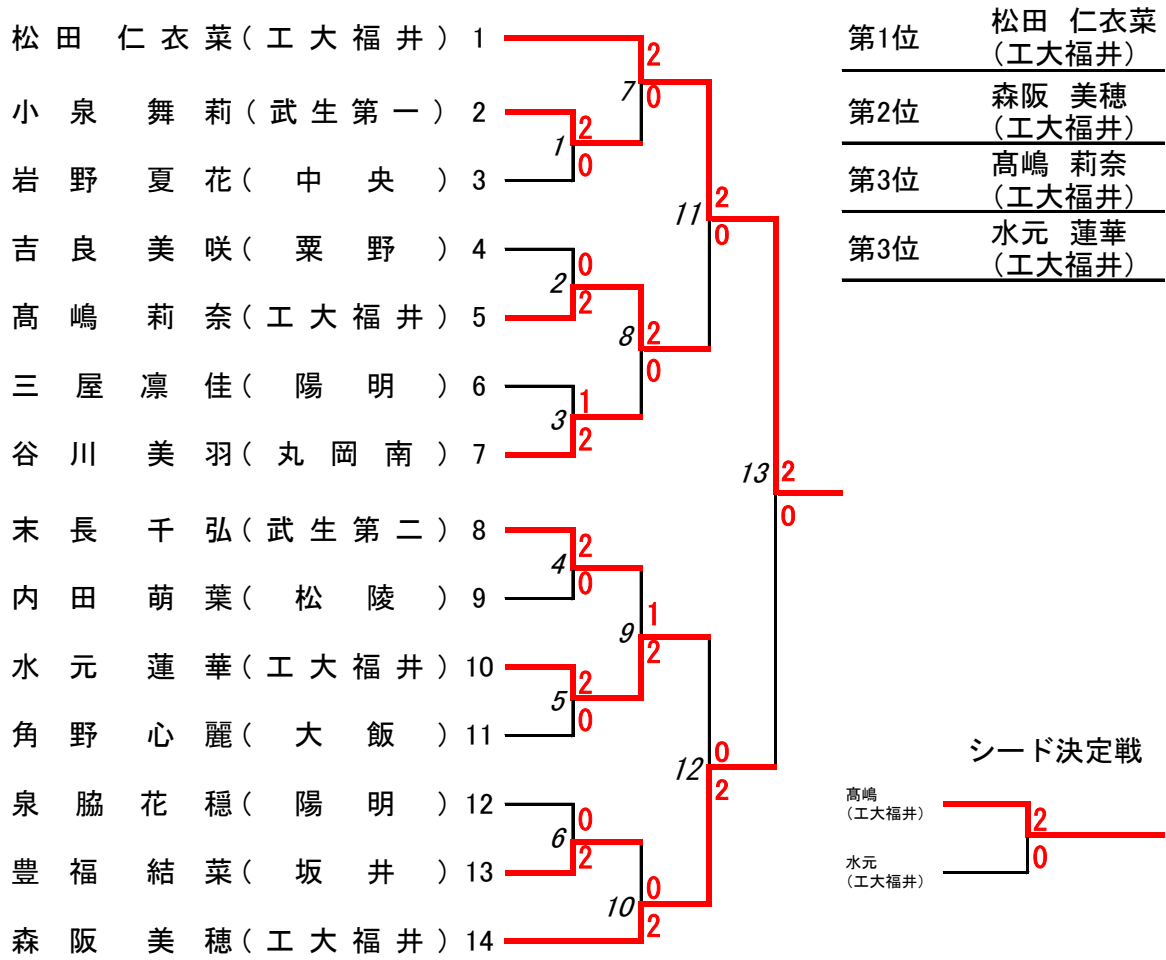 松田 仁衣菜(工大福井) 1
小泉 舞莉(武生第一) 2
岩野 夏花(中央) 3
吉良 美咲(粟野) 4
髙嶋 莉奈(工大福井) 5
三屋 凛佳(陽明) 6
谷川 美羽(丸岡南) 7
末長 千弘(武生第二) 8
内田 萌葉(松陵) 9
水元 蓮華(工大福井) 10
角野 心麗(大飯) 11
泉脇 花穏(陽明) 12
豊福 結菜(坂井) 13
森阪 美穂(工大福井) 14
1
2
0
2
0
2
3
1
2
4
2
0
5
2
0
6
0
2
7
2
0
8
2
0
9
1
2
10
0
2
11
2
0
12
0
2
13
2
0
第1位 松田 仁衣菜
(工大福井)
第2位 森阪 美穂
(工大福井)
第3位 髙嶋 莉奈
(工大福井)
第3位 水元 蓮華
(工大福井)
シード決定戦
髙嶋
(工大福井)
2
0
水元
(工大福井)